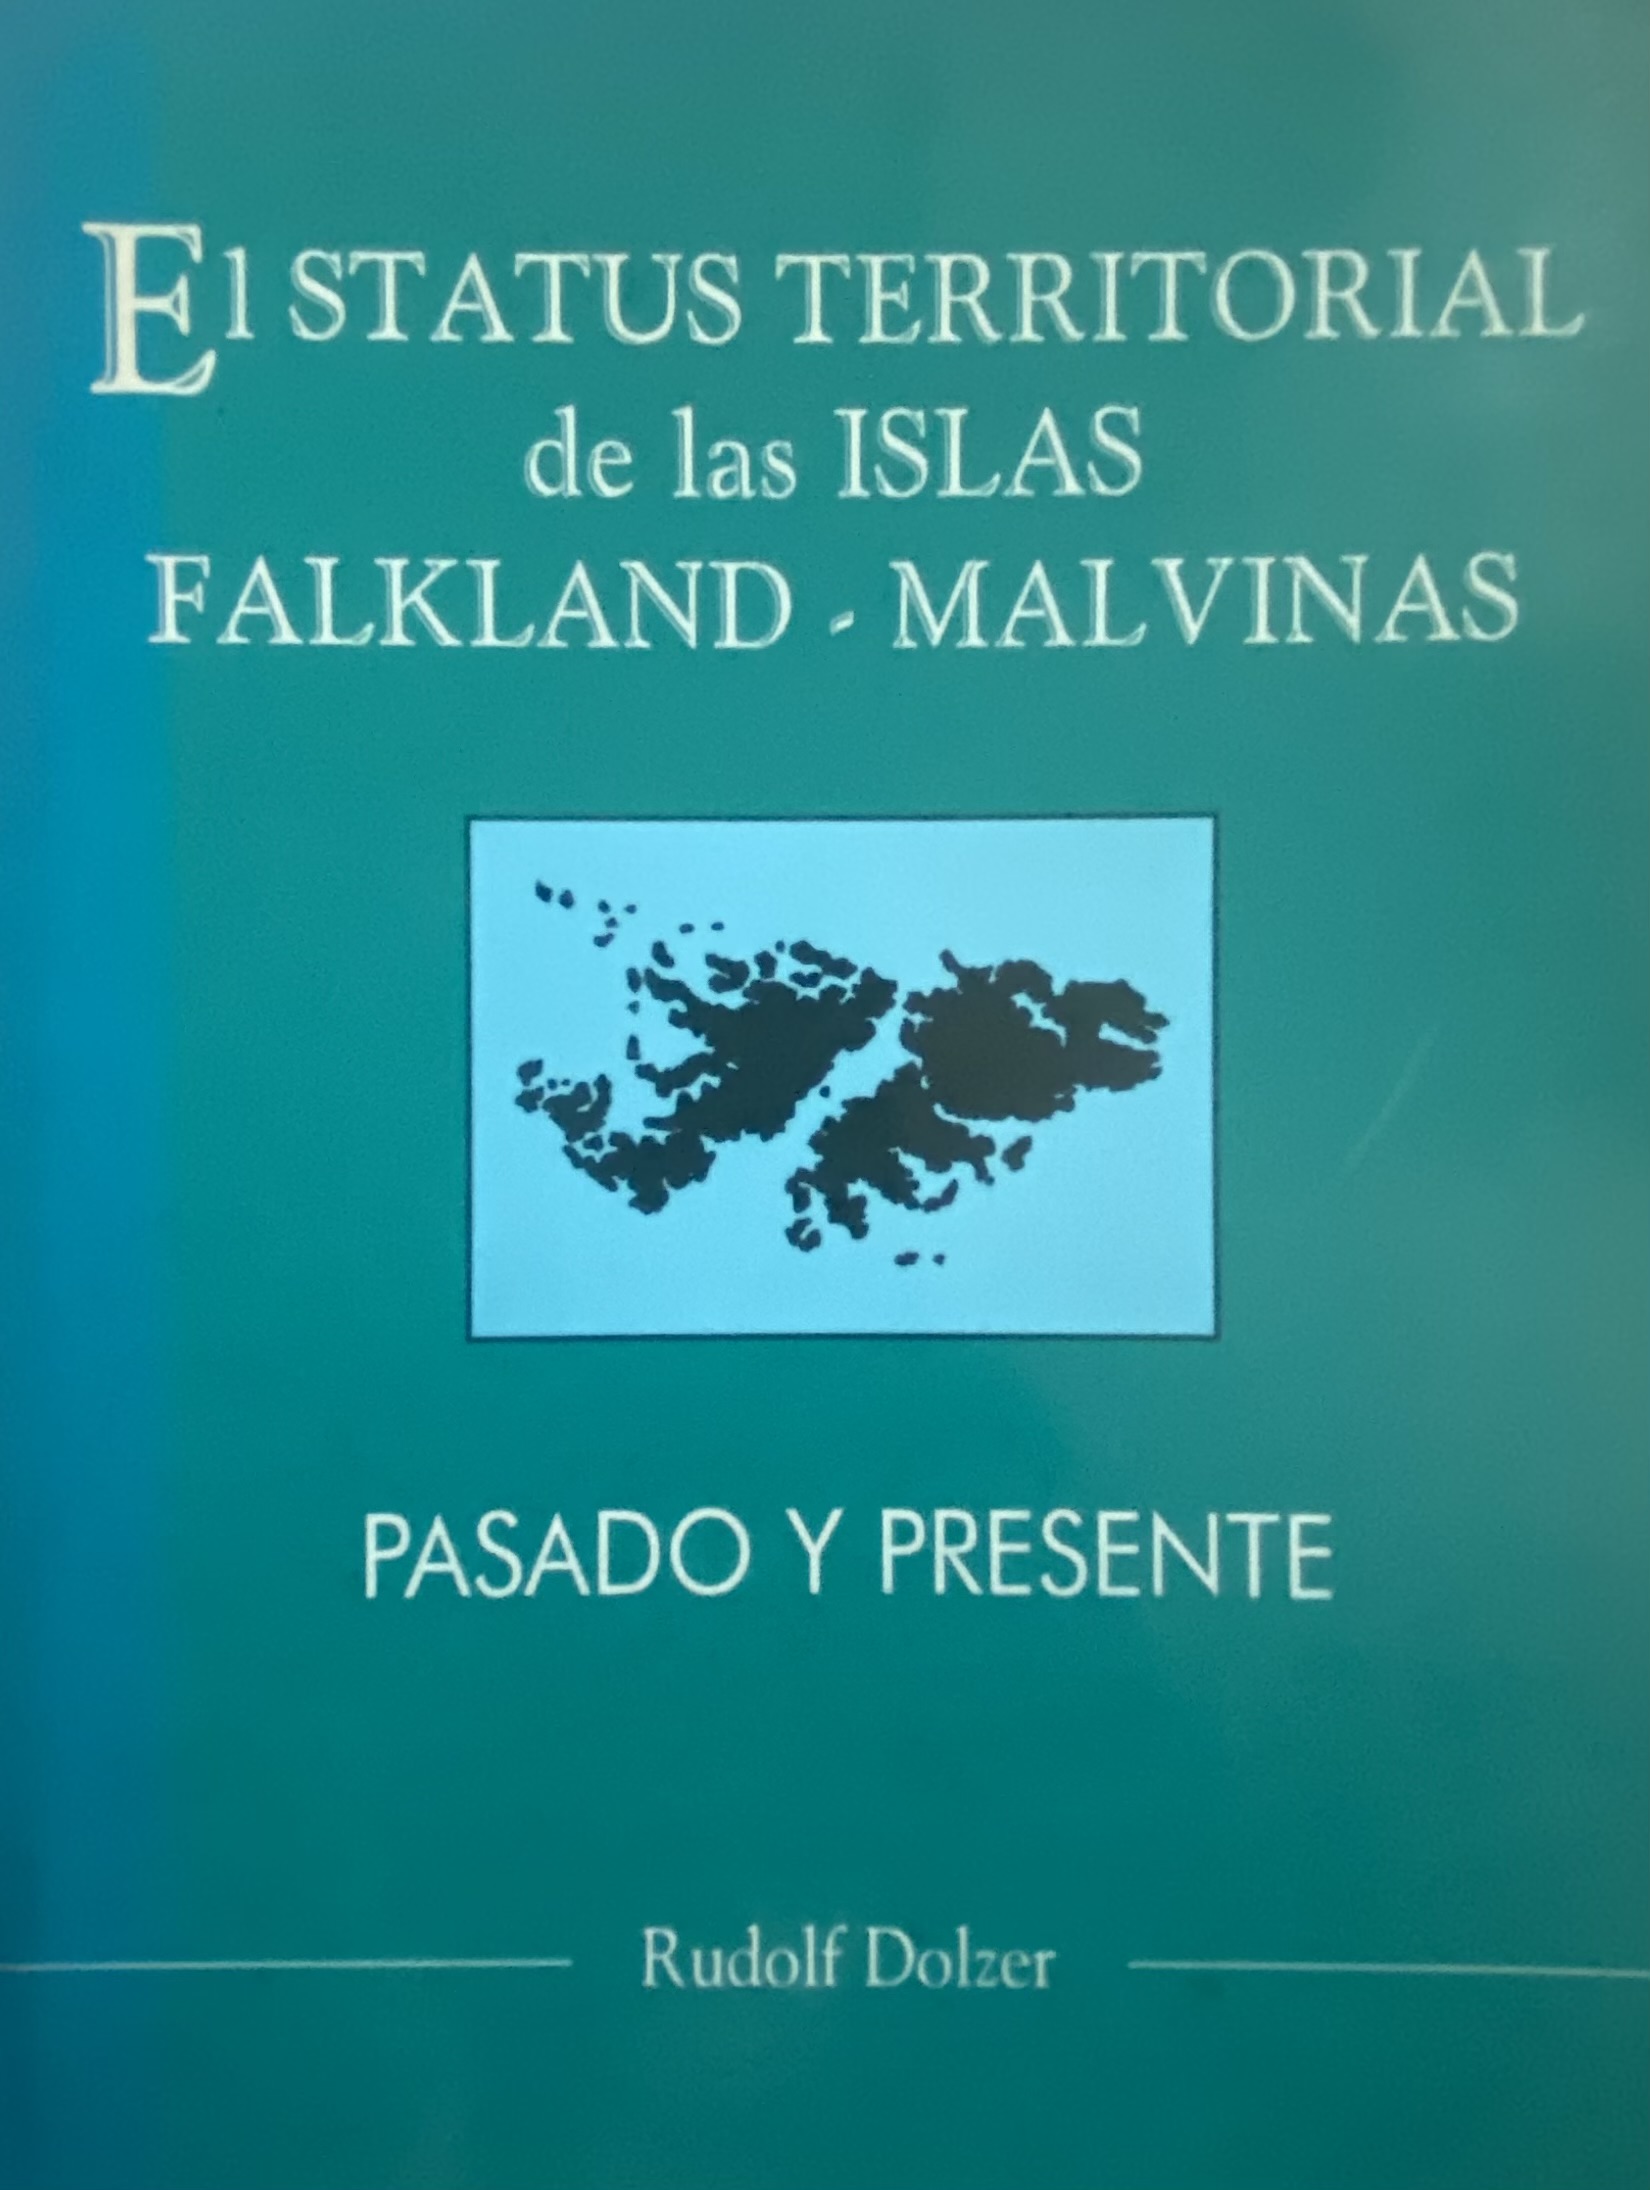 El STATUS TERRITORIAL
de las ISLAS
FALKLAND - MALVINAS
PASADO Y PRESENTE
Rudolf Dolzer